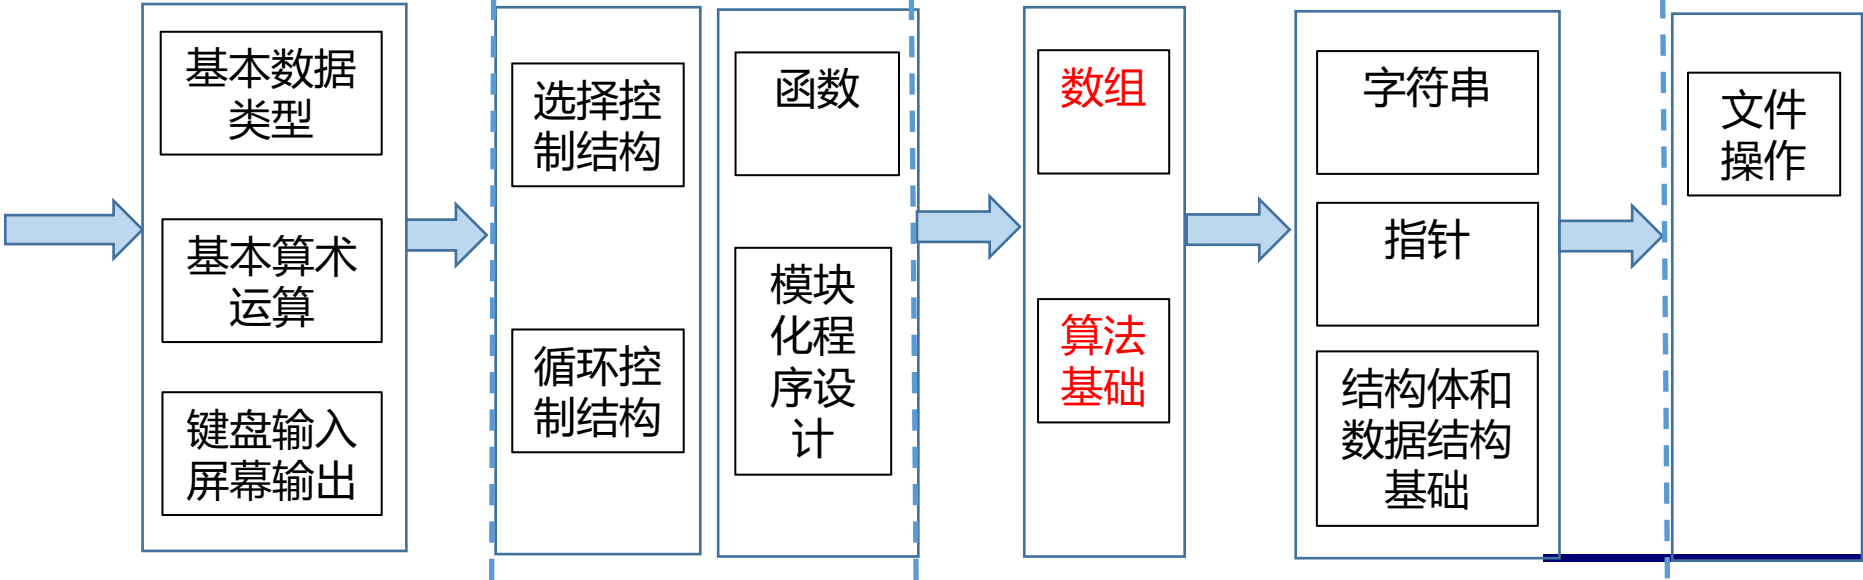 基本数据
类型
基本算术
运算
键盘输入
屏幕输出
选择控
制结构
循环控
制结构
函数
模块
化程
序设
计
数组
算法
基础
字符串
指针
结构体和
数据结构
基础
文件
操作